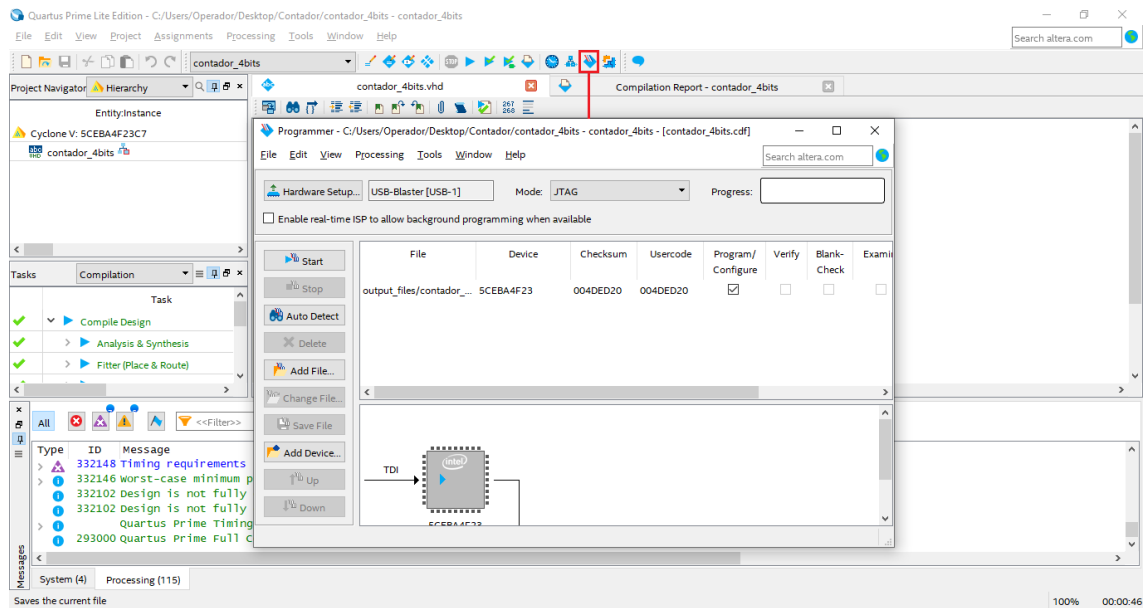 Quartus Prime Lite Edition - C:/Users/Operador/Desktop/Contador/contador_4bits - contador_4bits
File Edit View Project Assignments Processing Tools Window Help
Search altera.com
contador_4bits
STOP
Project Navigator Hierarchy
contador_4bits.vhd
Compilation Report - contador_4bits
267
268
Entity:Instance
Cyclone V: 5CEBA4F23C7
abd
VHD contador_4bits
Programmer - C:/Users/Operador/Desktop/Contador/contador_4bits - contador_4bits - [contador_4bits.cdf]
File Edit View Processing Tools Window Help
Search altera.com
Hardware Setup... USB-Blaster [USB-1] Mode: JTAG Progress:
Enable real-time ISP to allow background programming when available
Start
Stop
Auto Detect
Delete
Add File...
Change File...
Save File
Add Device...
Up
Down
File Device Checksum Usercode Program/ Configure Verify Blank- Check Exami
output_files/contador_... 5CEBA4F23 004DED20 004DED20
TDI
intel
5CEBA4F23
Tasks Compilation
Task
Compile Design
Analysis & Synthesis
Fitter (Place & Route)
All <<Filter>>
Type ID Message
332148 Timing requirements
332146 Worst-case minimum p
332102 Design is not fully
332102 Design is not fully
Quartus Prime Timing
293000 Quartus Prime Full C
Messages
System (4) Processing (115)
Saves the current file
100% 00:00:46